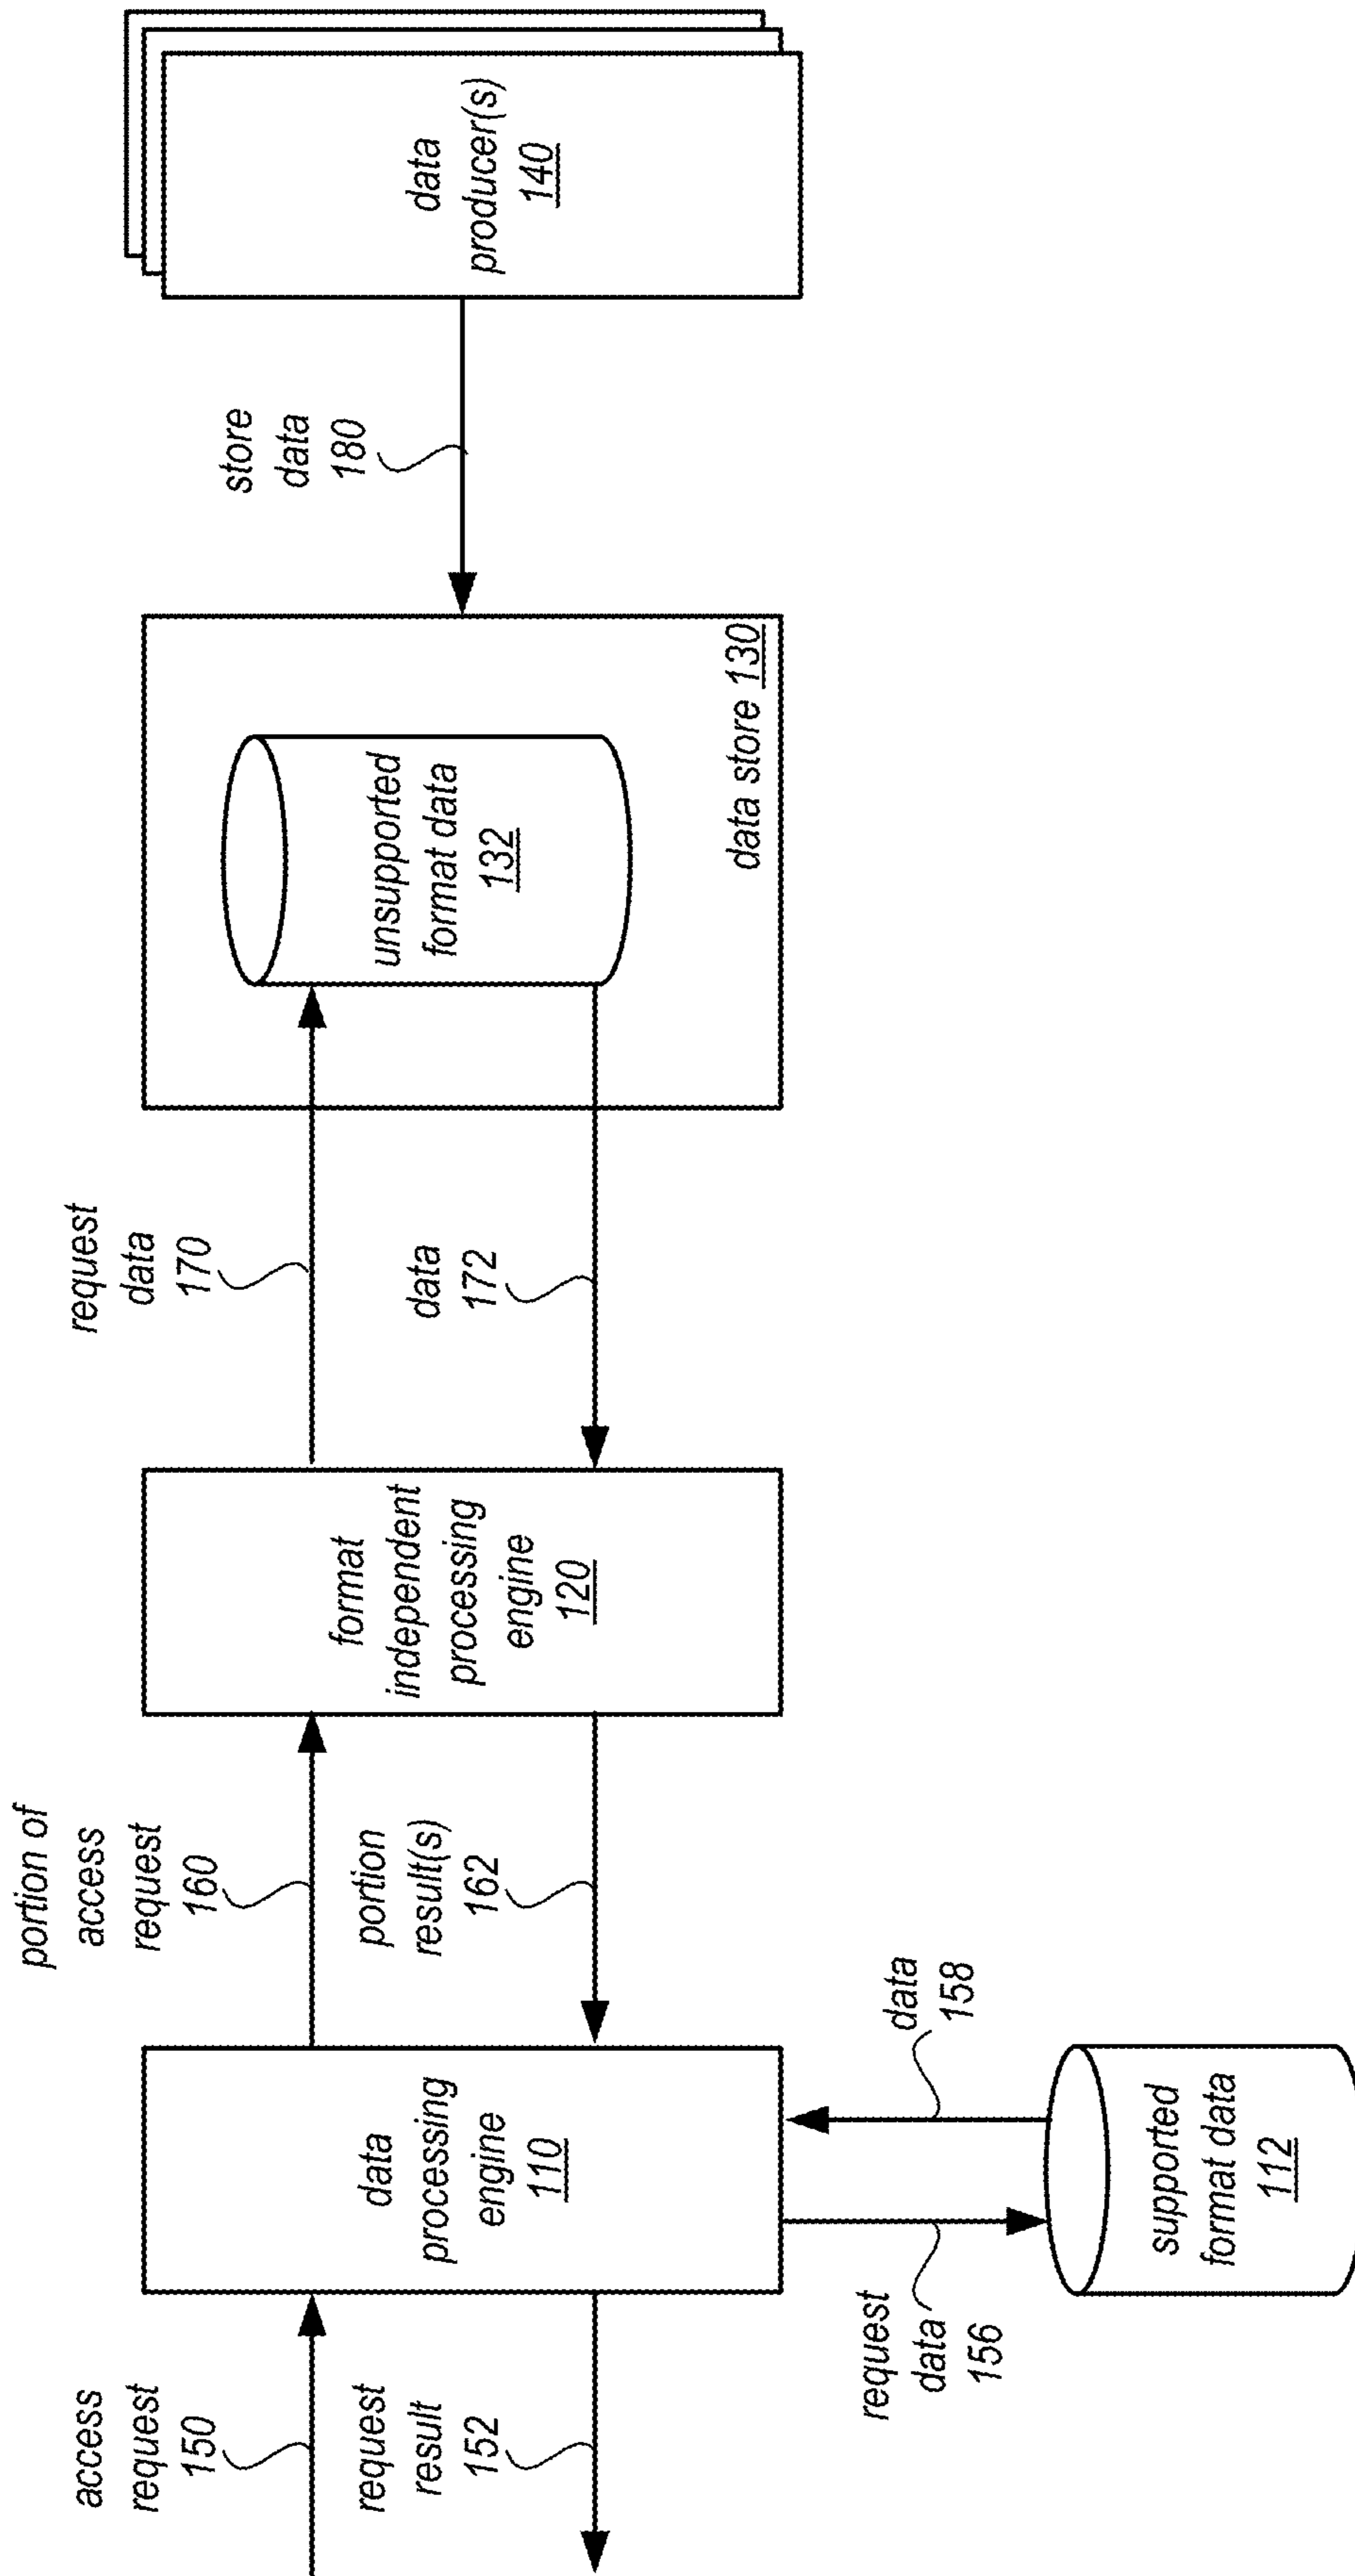 access
request
150
request
result
152
data
processing
engine
110
request
data
156
data
158
supported
format data
112
portion of
access
request
160
portion
result(s)
162
format
independent
processing
engine
120
request
data
170
data
172
unsupported
format data
132
data store 130
store
data
180
data
producer(s)
140